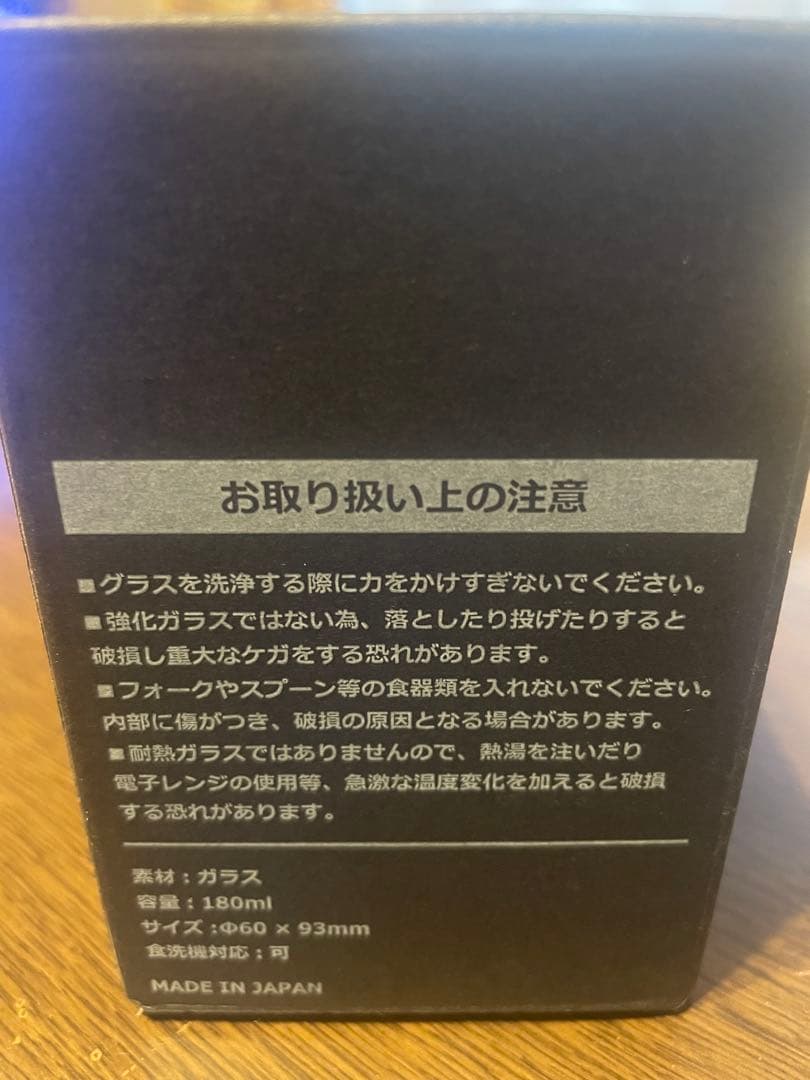 お取り扱い上の注意
■グラスを洗浄する際に力をかけすぎないでください。
■強化ガラスではない為、落としたり投げたりすると
破損し重大なケガをする恐れがあります。
■フォークやスプーン等の食器類を入れないでください。
内部に傷がつき、破損の原因となる場合があります。
■耐熱ガラスではありませんので、熱湯を注いだり
電子レンジの使用等、急激な温度変化を加えると破損
する恐れがあります。
素材：ガラス
容量：180ml
サイズ：Φ60 × 93mm
食洗機対応：可
MADE IN JAPAN